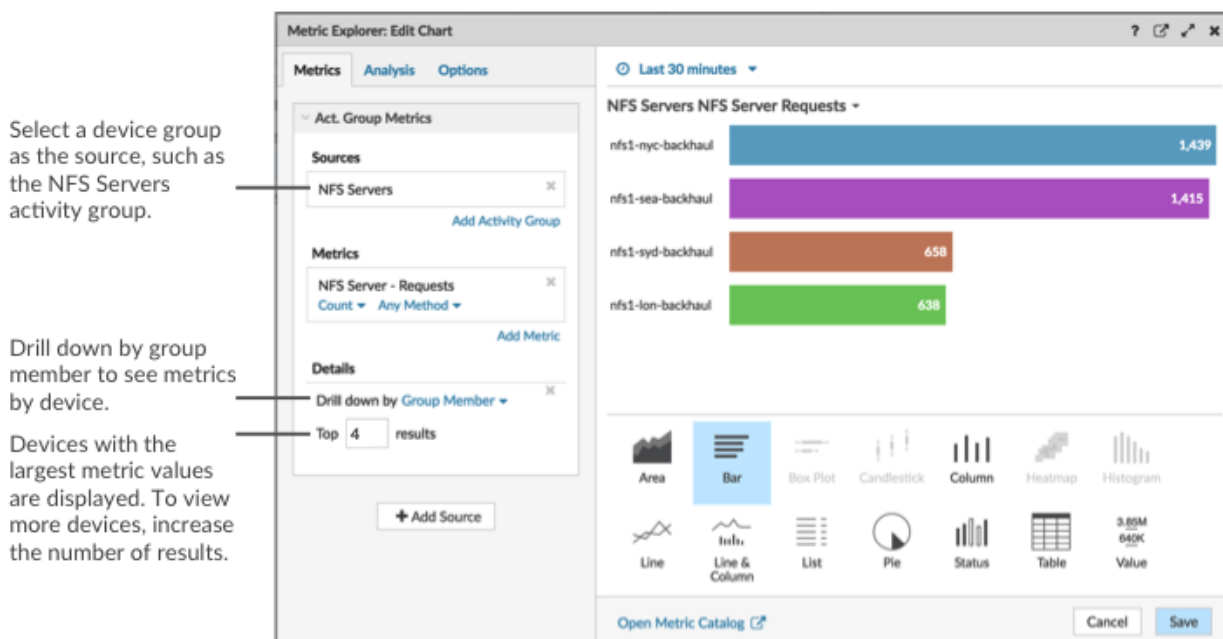 Metric Explorer: Edit Chart
?
Metrics Analysis Options
Last 30 minutes
Select a device group
as the source, such as
the NFS Servers
activity group.
Act. Group Metrics
Sources
NFS Servers
Add Activity Group
Metrics
NFS Server - Requests
Count Any Method
Add Metric
Drill down by group
member to see metrics
by device.
Devices with the
largest metric values
are displayed. To view
more devices, increase
the number of results.
Details
Drill down by Group Member
Top 4 results
+ Add Source
NFS Servers NFS Server Requests
nfs1-nyc-backhaul 1,439
nfs1-sea-backhaul 1,415
nfs1-syd-backhaul 658
nfs1-lon-backhaul 638
Area Bar Box Plot Candlestick Column Heatmap Histogram
3.85M
640K
Line Line & List Pie Status Table Value
Column
Open Metric Catalog Cancel Save